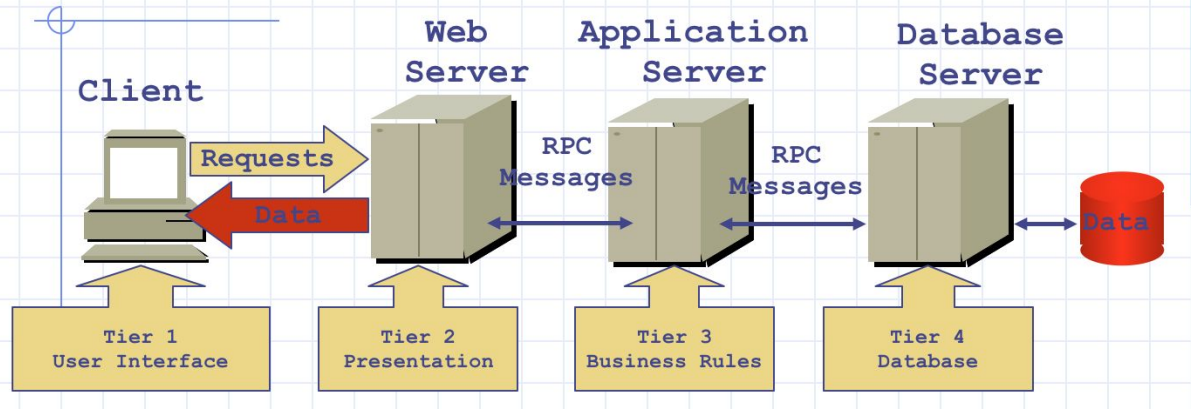 Client
Web
Server
Application
Server
Database
Server
Requests
Data
RPC
Messages
RPC
Messages
Data
Tier 1
User Interface
Tier 2
Presentation
Tier 3
Business Rules
Tier 4
Database